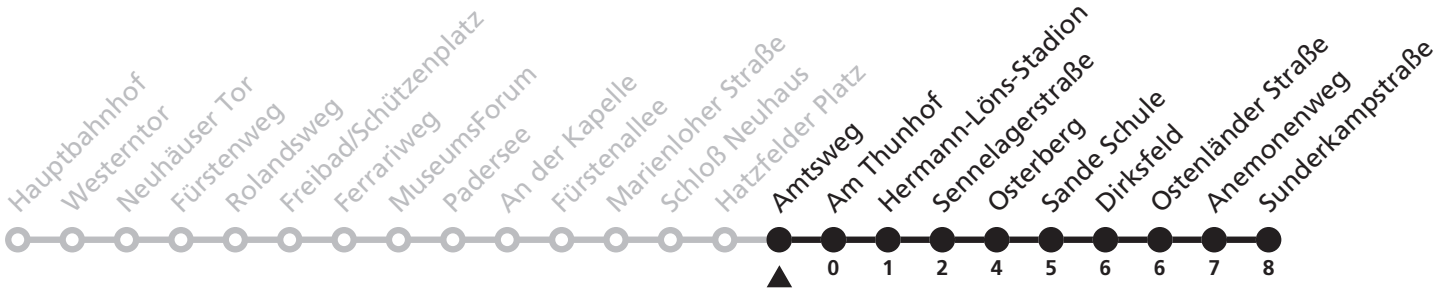 Hauptbahnhof
Westerntor
Neuhäuser Tor
Fürstenweg
Rolandsweg
Freibad/Schützenplatz
Ferrariweg
MuseumsForum
Padersee
An der Kapelle
Fürstenallee
Marienloher Straße
Schloß Neuhaus
Hatzfelder Platz
Amtsweg
Am Thunhof
Hermann-Löns-Stadion
Sennelagerstraße
Osterberg
Sande Schule
Dirksfeld
Ostenländer Straße
Anemonenweg
Sunderkampstraße
0 1 2 4 5 6 6 7 8